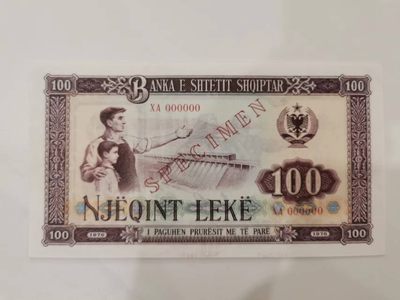 100 BANKA E SHTETIT SHQIPTAR 100
XA 000000
SPECIMEN
100
XA 000000
NJËQINT LEKË
100 I PAGUHEN PRURËSIT ME TË PARË 100
1976 1976